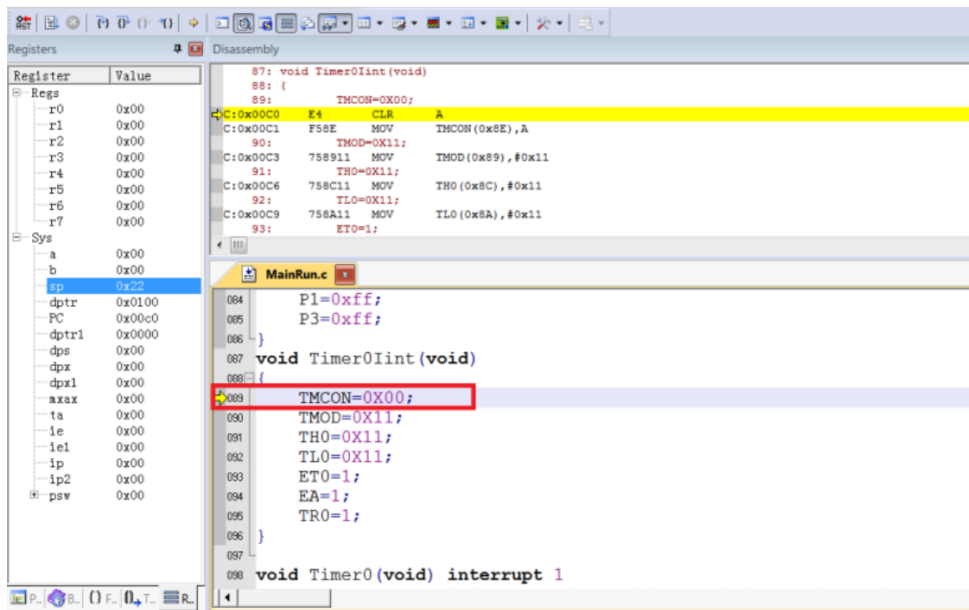 RST
Registers
Disassembly
Register Value
Regs
r0 0x00
r1 0x00
r2 0x00
r3 0x00
r4 0x00
r5 0x00
r6 0x00
r7 0x00
Sys
a 0x00
b 0x00
sp 0x22
dptr 0x0100
PC 0x00c0
dptr1 0x0000
dps 0x00
dpx 0x00
dpx1 0x00
mxax 0x00
ta 0x00
ie 0x00
ie1 0x00
ip 0x00
ip2 0x00
psw 0x00
P... B... {} F... 0 T... R...
87: void Timer0Iint(void)
88: {
89: TMCON=0X00;
C:0x00C0 E4 CLR A
C:0x00C1 F58E MOV TMCON(0x8E),A
90: TMOD=0X11;
C:0x00C3 758911 MOV TMOD(0x89),#0x11
91: TH0=0X11;
C:0x00C6 758C11 MOV TH0(0x8C),#0x11
92: TL0=0X11;
C:0x00C9 758A11 MOV TL0(0x8A),#0x11
93: ET0=1;
MainRun.c
084 P1=0xff;
085 P3=0xff;
086 }
087 void Timer0Iint(void)
088 {
089 TMCON=0X00;
090 TMOD=0X11;
091 TH0=0X11;
092 TL0=0X11;
093 ET0=1;
094 EA=1;
095 TR0=1;
096 }
097
098 void Timer0(void) interrupt 1